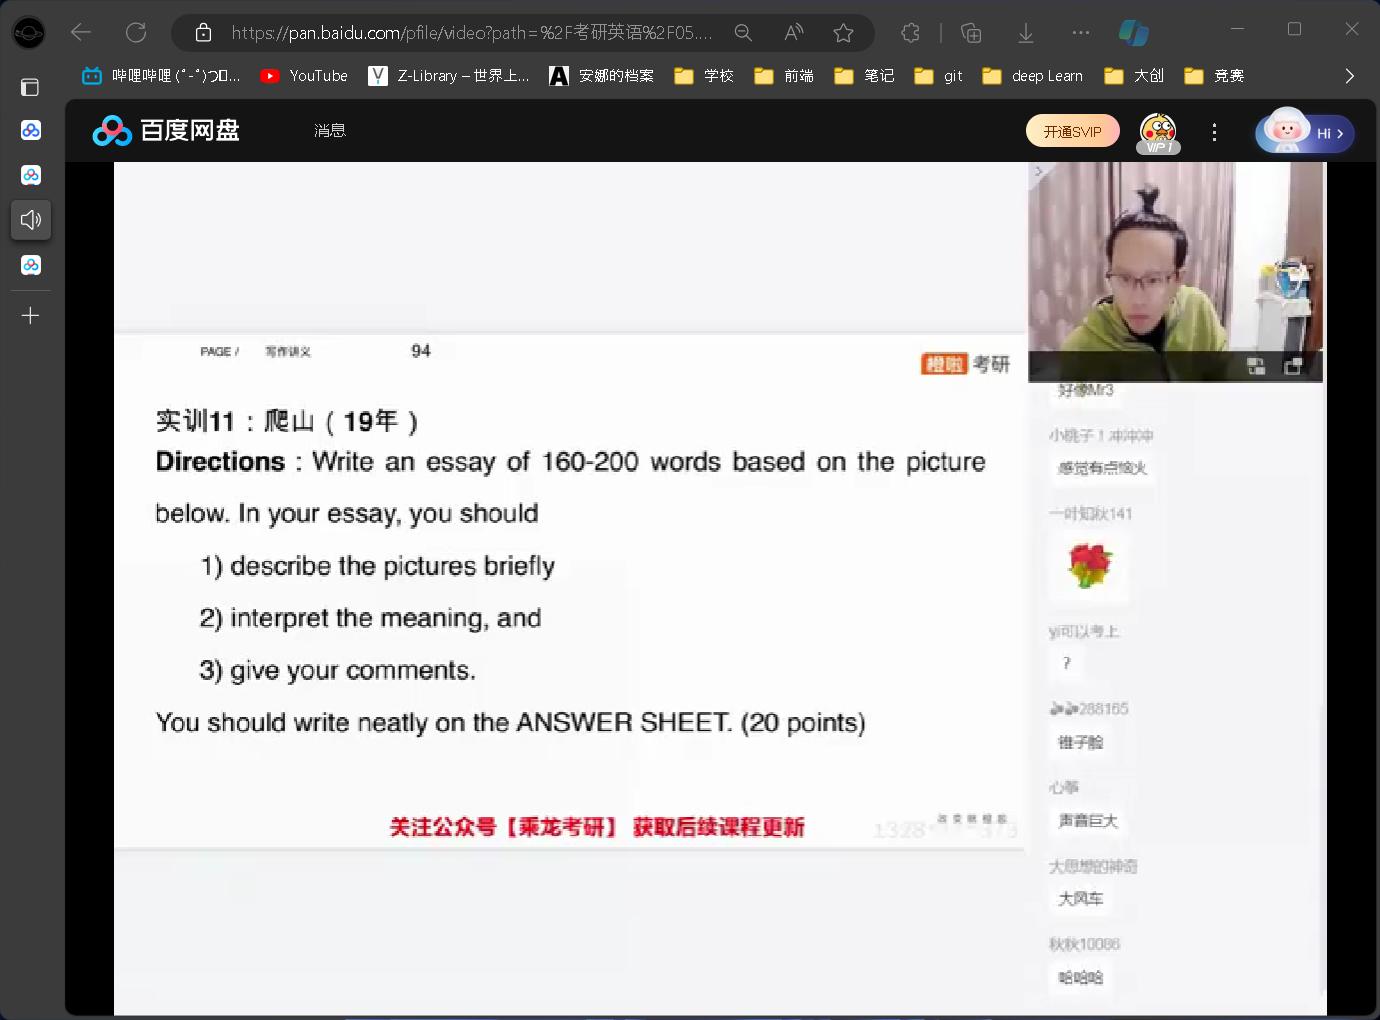 https://pan.baidu.com/pfile/video?path=%2F考研英语%2F05....
哔哩哔哩 (゜-゜)つロ...
YouTube
Z-Library – 世界上...
安娜的档案
学校
前端
笔记
git
deep Learn
大创
竞赛
百度网盘
消息
开通SVIP
VIP 1
Hi
PAGE /
写作讲义
94
橙啦 考研
实训11：爬山（19年）
Directions : Write an essay of 160-200 words based on the picture
below. In your essay, you should
1) describe the pictures briefly
2) interpret the meaning, and
3) give your comments.
You should write neatly on the ANSWER SHEET. (20 points)
关注公众号【乘龙考研】 获取后续课程更新
好像Mr3
小桃子！冲冲冲
感觉有点恼火
一叶知秋141
yi可以考上
?
288165
锥子脸
心筝
声音巨大
大思想的神奇
大风车
秋秋10086
哈哈哈